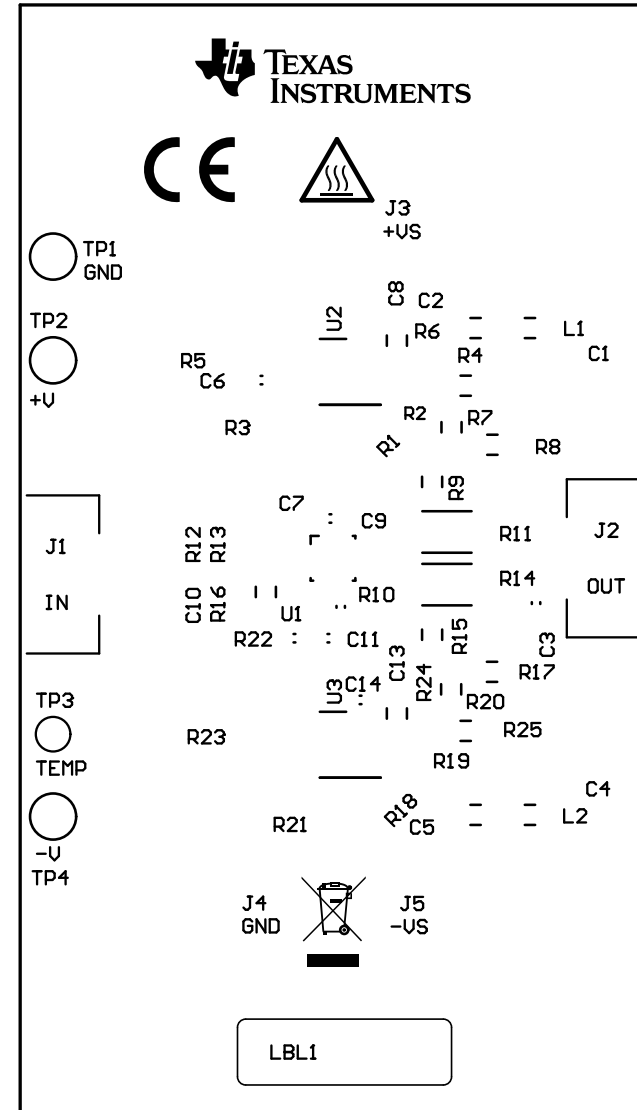 TEXAS
INSTRUMENTS
CE
J3
+VS
TP1
GND
TP2
+V
C8
C2
U2
R6
L1
C1
R5
C6
R4
R3
R2
R7
R1
R8
R9
C7
C9
J1
R12
R13
R11
J2
R14
OUT
IN
C10
R16
R10
U1
R22
C11
R15
C3
C13
R17
U3
C14
R24
R20
TP3
TEMP
R23
R25
R19
C4
R18
C5
L2
R21
-V
TP4
J4
GND
J5
-VS
LBL1